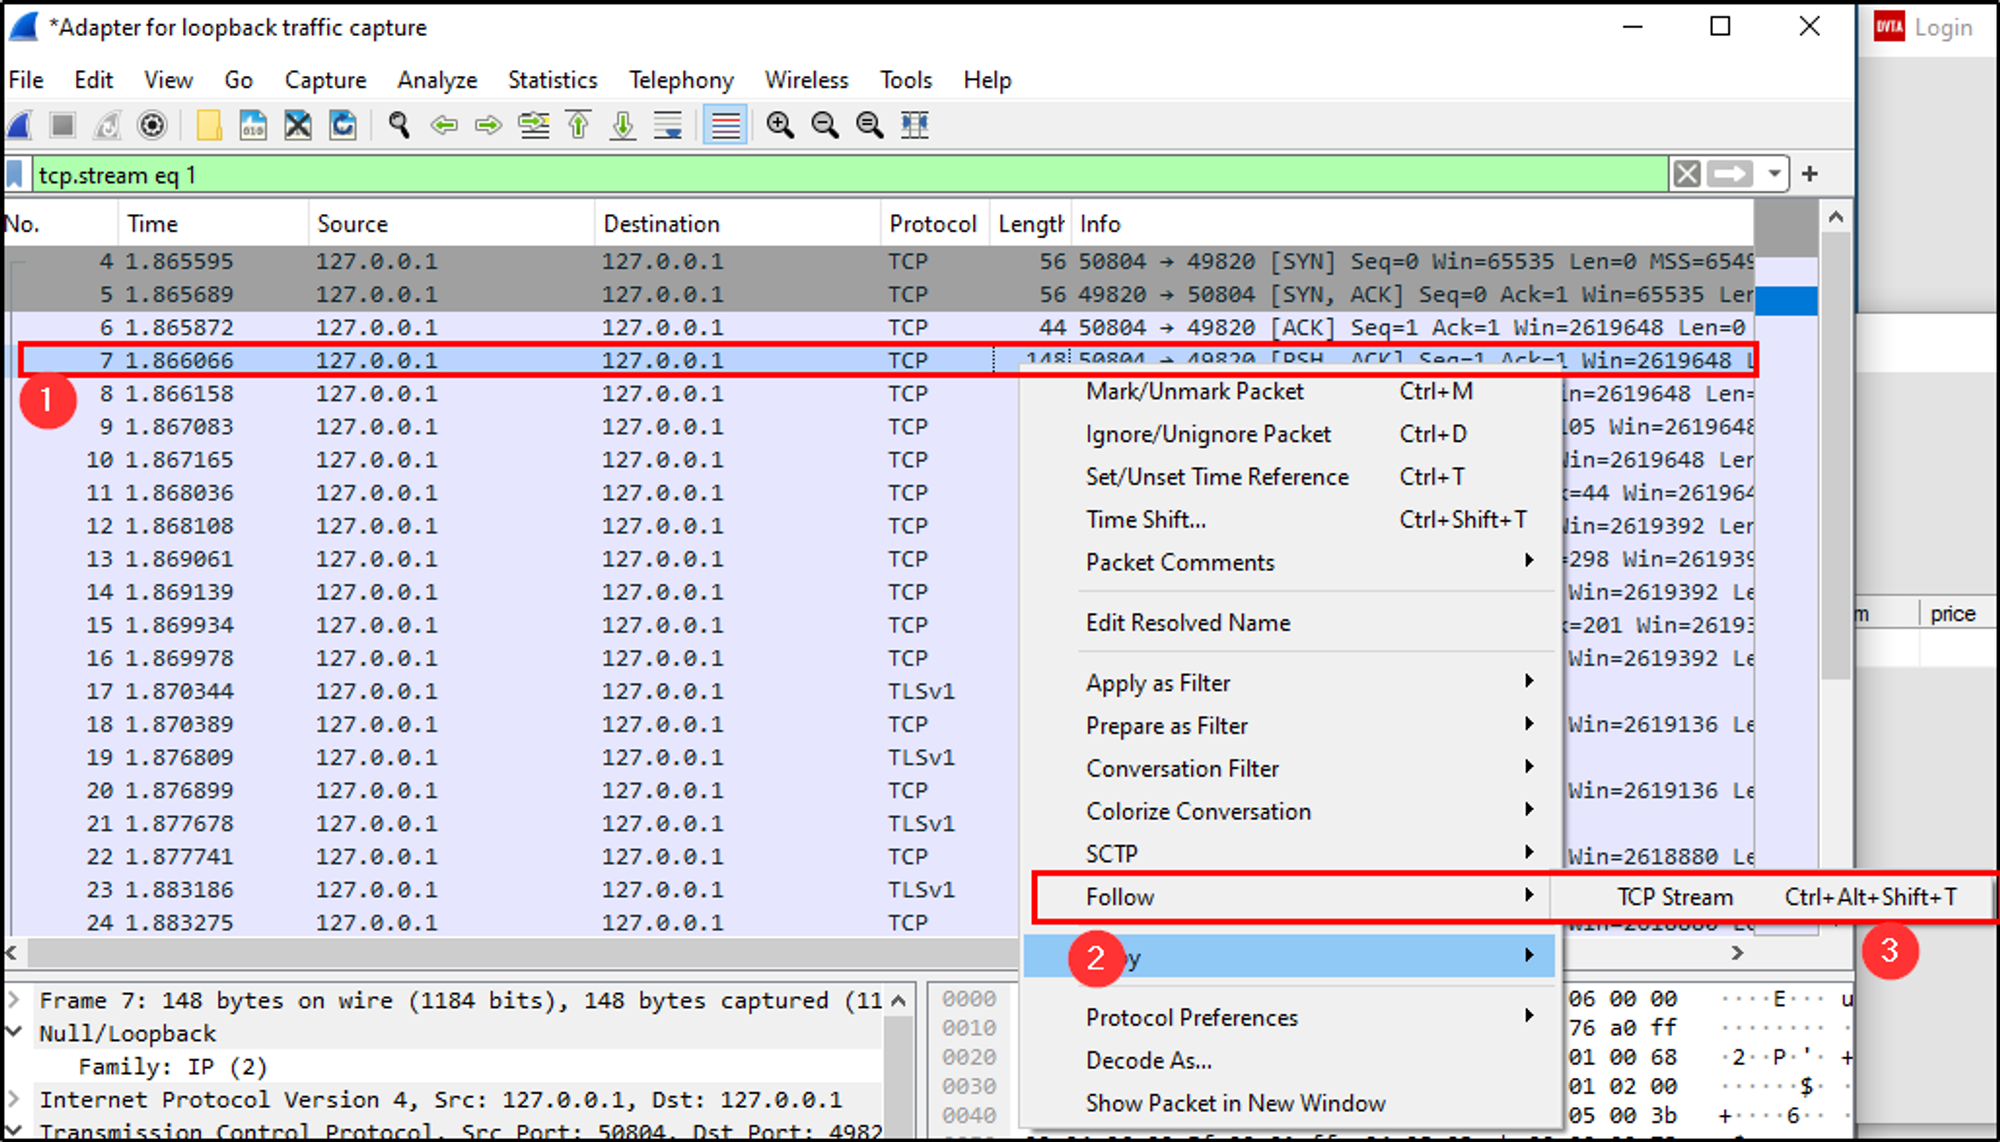 *Adapter for loopback traffic capture
DVTA Login
File Edit View Go Capture Analyze Statistics Telephony Wireless Tools Help
tcp.stream eq 1
No. Time Source Destination Protocol Length Info
4 1.865595 127.0.0.1 127.0.0.1 TCP 56 50804 → 49820 [SYN] Seq=0 Win=65535 Len=0 MSS=6549
5 1.865689 127.0.0.1 127.0.0.1 TCP 56 49820 → 50804 [SYN, ACK] Seq=0 Ack=1 Win=65535 Len
6 1.865872 127.0.0.1 127.0.0.1 TCP 44 50804 → 49820 [ACK] Seq=1 Ack=1 Win=2619648 Len=0
7 1.866066 127.0.0.1 127.0.0.1 TCP 148 50804 → 49820 [PSH, ACK] Seq=1 Ack=1 Win=2619648 L
1
8 1.866158 127.0.0.1 127.0.0.1 TCP in=2619648 Len=
9 1.867083 127.0.0.1 127.0.0.1 TCP 105 Win=2619648
10 1.867165 127.0.0.1 127.0.0.1 TCP Win=2619648 Len
11 1.868036 127.0.0.1 127.0.0.1 TCP k=44 Win=261964
12 1.868108 127.0.0.1 127.0.0.1 TCP Win=2619392 Len
13 1.869061 127.0.0.1 127.0.0.1 TCP =298 Win=261939
14 1.869139 127.0.0.1 127.0.0.1 TCP Win=2619392 Le
15 1.869934 127.0.0.1 127.0.0.1 TCP k=201 Win=26193
16 1.869978 127.0.0.1 127.0.0.1 TCP Win=2619392 Le
17 1.870344 127.0.0.1 127.0.0.1 TLSv1
18 1.870389 127.0.0.1 127.0.0.1 TCP Win=2619136 Le
19 1.876809 127.0.0.1 127.0.0.1 TLSv1
20 1.876899 127.0.0.1 127.0.0.1 TCP Win=2619136 Le
21 1.877678 127.0.0.1 127.0.0.1 TLSv1
22 1.877741 127.0.0.1 127.0.0.1 TCP Win=2618880 Le
23 1.883186 127.0.0.1 127.0.0.1 TLSv1
24 1.883275 127.0.0.1 127.0.0.1 TCP Win=2618880 Le
m price
Mark/Unmark Packet Ctrl+M
Ignore/Unignore Packet Ctrl+D
Set/Unset Time Reference Ctrl+T
Time Shift... Ctrl+Shift+T
Packet Comments
Edit Resolved Name
Apply as Filter
Prepare as Filter
Conversation Filter
Colorize Conversation
SCTP
Follow TCP Stream Ctrl+Alt+Shift+T
2 py
3
Protocol Preferences
Decode As...
Show Packet in New Window
Frame 7: 148 bytes on wire (1184 bits), 148 bytes captured (11
Null/Loopback
Family: IP (2)
Internet Protocol Version 4, Src: 127.0.0.1, Dst: 127.0.0.1
Transmission Control Protocol, Src Port: 50804, Dst Port: 4982
0000 06 00 00 ····E··· u
0010 76 a0 ff ········ ·
0020 01 00 68 ·2··P·'· +
0030 01 02 00 ······$· ·
0040 05 00 3b +····6·· ·